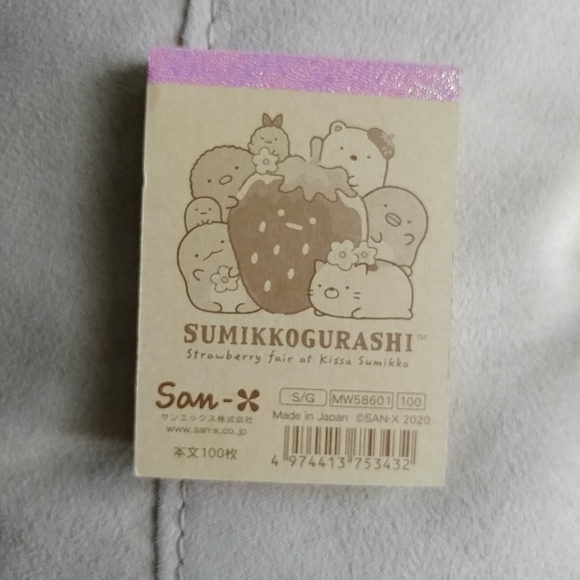 SUMIKKOGURASHI™
Strawberry fair at Kissa Sumikko
San-X
サンエックス株式会社
www.san-x.co.jp
本文100枚
S/G MW58601 100
Made in Japan ©SAN-X 2020
4 974413 753432